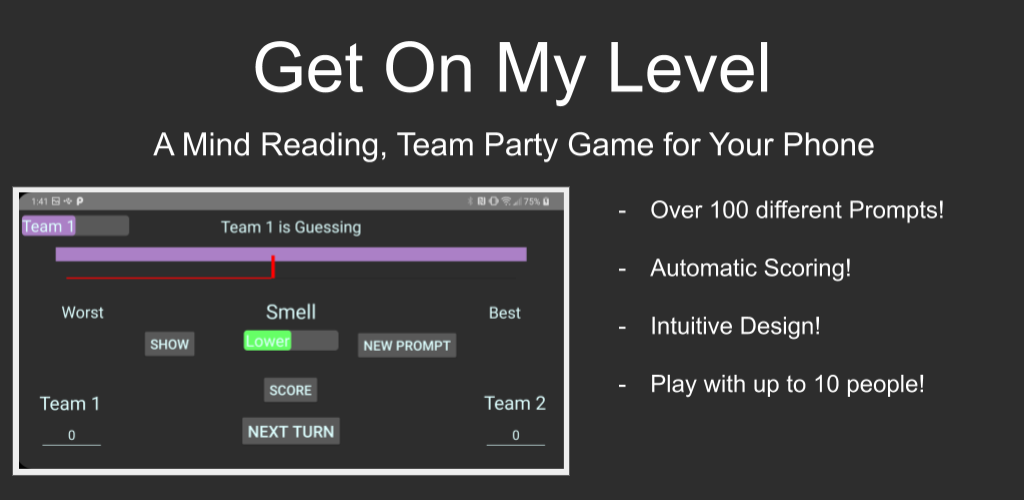 Get On My Level
A Mind Reading, Team Party Game for Your Phone
1:41
75%
Team 1
Team 1 is Guessing
Worst
Smell
Best
SHOW
Lower
NEW PROMPT
SCORE
Team 1
Team 2
0
NEXT TURN
0
- Over 100 different Prompts!
- Automatic Scoring!
- Intuitive Design!
- Play with up to 10 people!